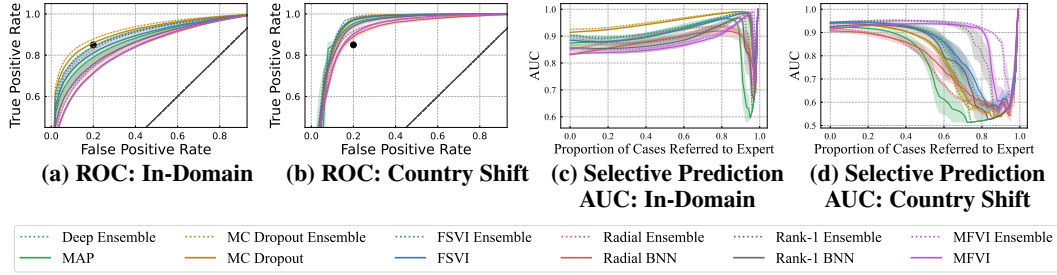 True Positive Rate
1.0
0.8
0.6
0.0 0.2 0.4 0.6 0.8
False Positive Rate
(a) ROC: In-Domain
True Positive Rate
1.0
0.8
0.6
0.0 0.2 0.4 0.6 0.8
False Positive Rate
(b) ROC: Country Shift
AUC
1.0
0.9
0.8
0.7
0.6
0.0 0.2 0.4 0.6 0.8 1.0
Proportion of Cases Referred to Expert
(c) Selective Prediction
AUC: In-Domain
AUC
1.0
0.9
0.8
0.7
0.6
0.5
0.0 0.2 0.4 0.6 0.8 1.0
Proportion of Cases Referred to Expert
(d) Selective Prediction
AUC: Country Shift
Deep Ensemble MC Dropout Ensemble FSVI Ensemble Radial Ensemble Rank-1 Ensemble MFVI Ensemble
MAP MC Dropout FSVI Radial BNN Rank-1 BNN MFVI